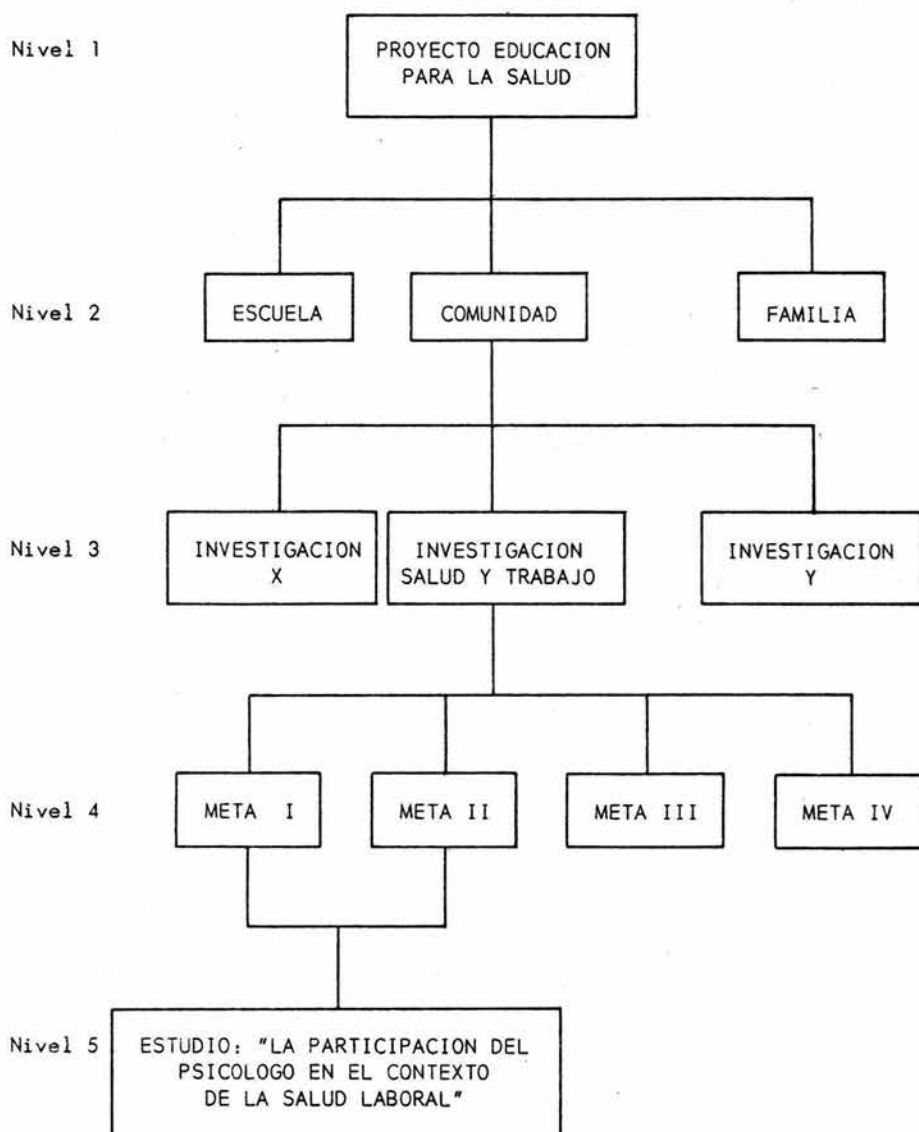 Nivel 1
PROYECTO EDUCACION
PARA LA SALUD
Nivel 2
ESCUELA
COMUNIDAD
FAMILIA
Nivel 3
INVESTIGACION
X
INVESTIGACION
SALUD Y TRABAJO
INVESTIGACION
Y
Nivel 4
META I
META II
META III
META IV
Nivel 5
ESTUDIO: "LA PARTICIPACION DEL
PSICOLOGO EN EL CONTEXTO
DE LA SALUD LABORAL"